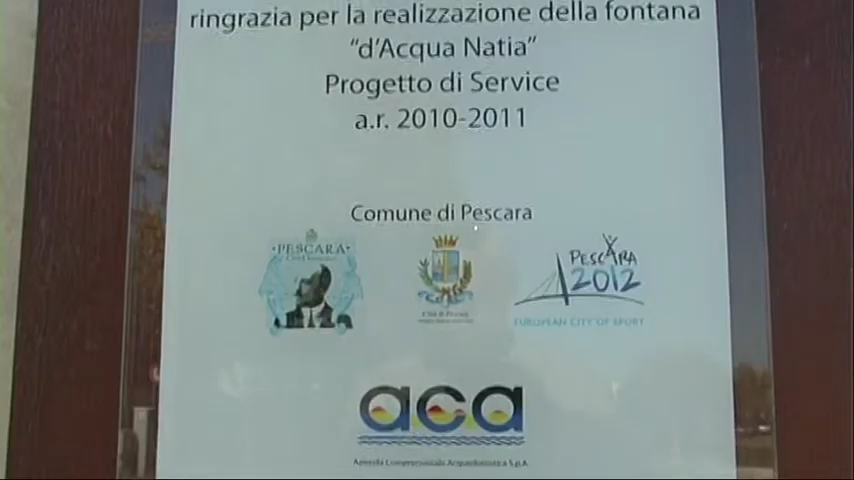 ringrazia per la realizzazione della fontana
“d’Acqua Natia”
Progetto di Service
a.r. 2010-2011
Comune di Pescara
PESCARA
PESCARA
2012
EUROPEAN CITY OF SPORT
aca
Azienda Comprensoriale Acquedottistica S.p.A.